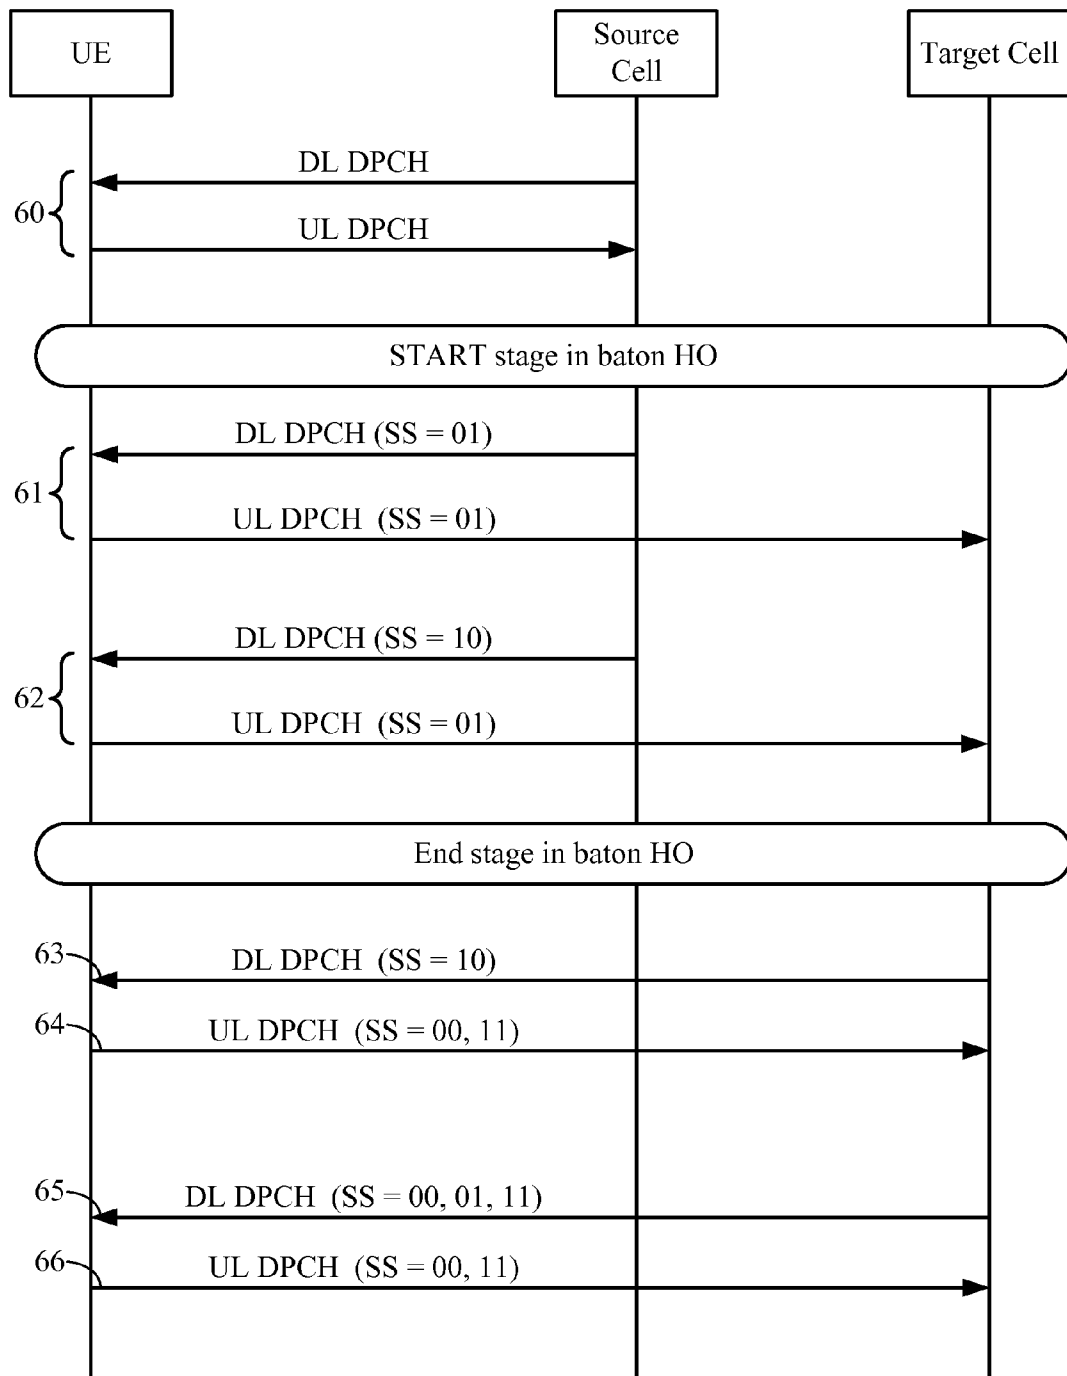 UE
Source
Cell
Target Cell
DL DPCH
60
UL DPCH
START stage in baton HO
DL DPCH (SS = 01)
61
UL DPCH (SS = 01)
DL DPCH (SS = 10)
62
UL DPCH (SS = 01)
End stage in baton HO
63
DL DPCH (SS = 10)
64
UL DPCH (SS = 00, 11)
65
DL DPCH (SS = 00, 01, 11)
66
UL DPCH (SS = 00, 11)